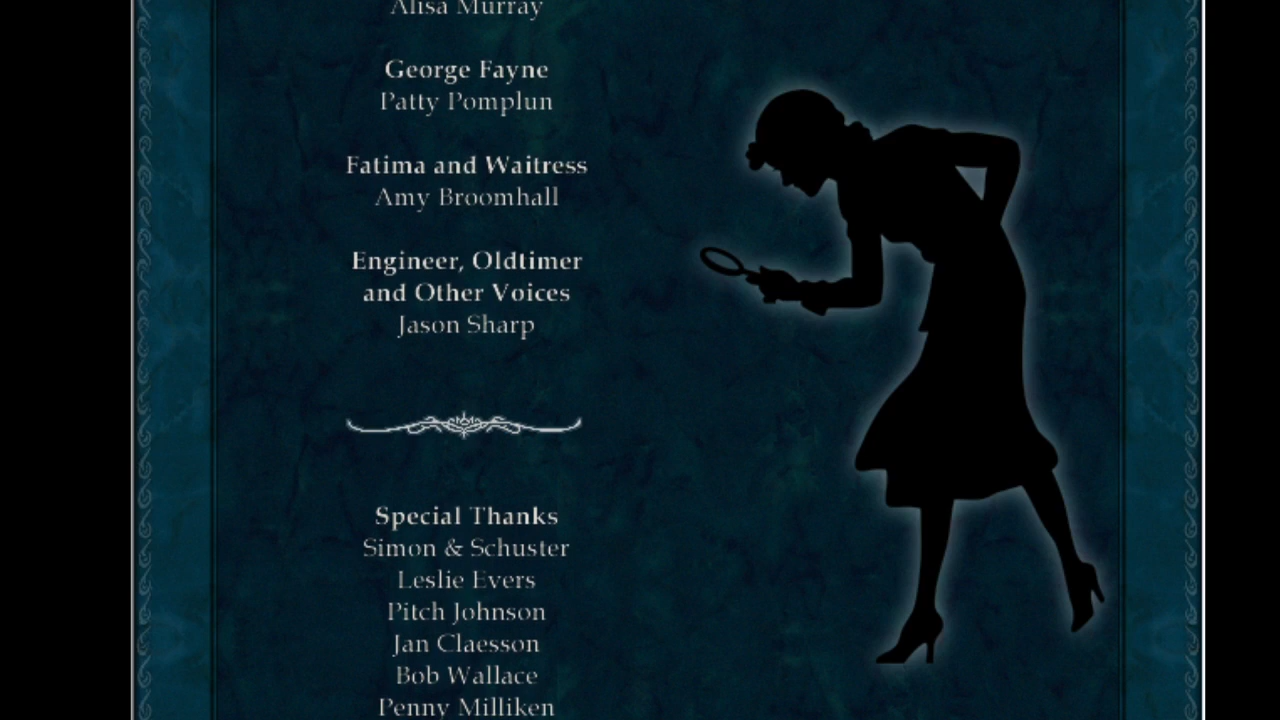 Alisa Murray
George Fayne
Patty Pomplun
Fatima and Waitress
Amy Broomhall
Engineer, Oldtimer
and Other Voices
Jason Sharp
Special Thanks
Simon & Schuster
Leslie Evers
Pitch Johnson
Jan Claesson
Bob Wallace
Penny Milliken